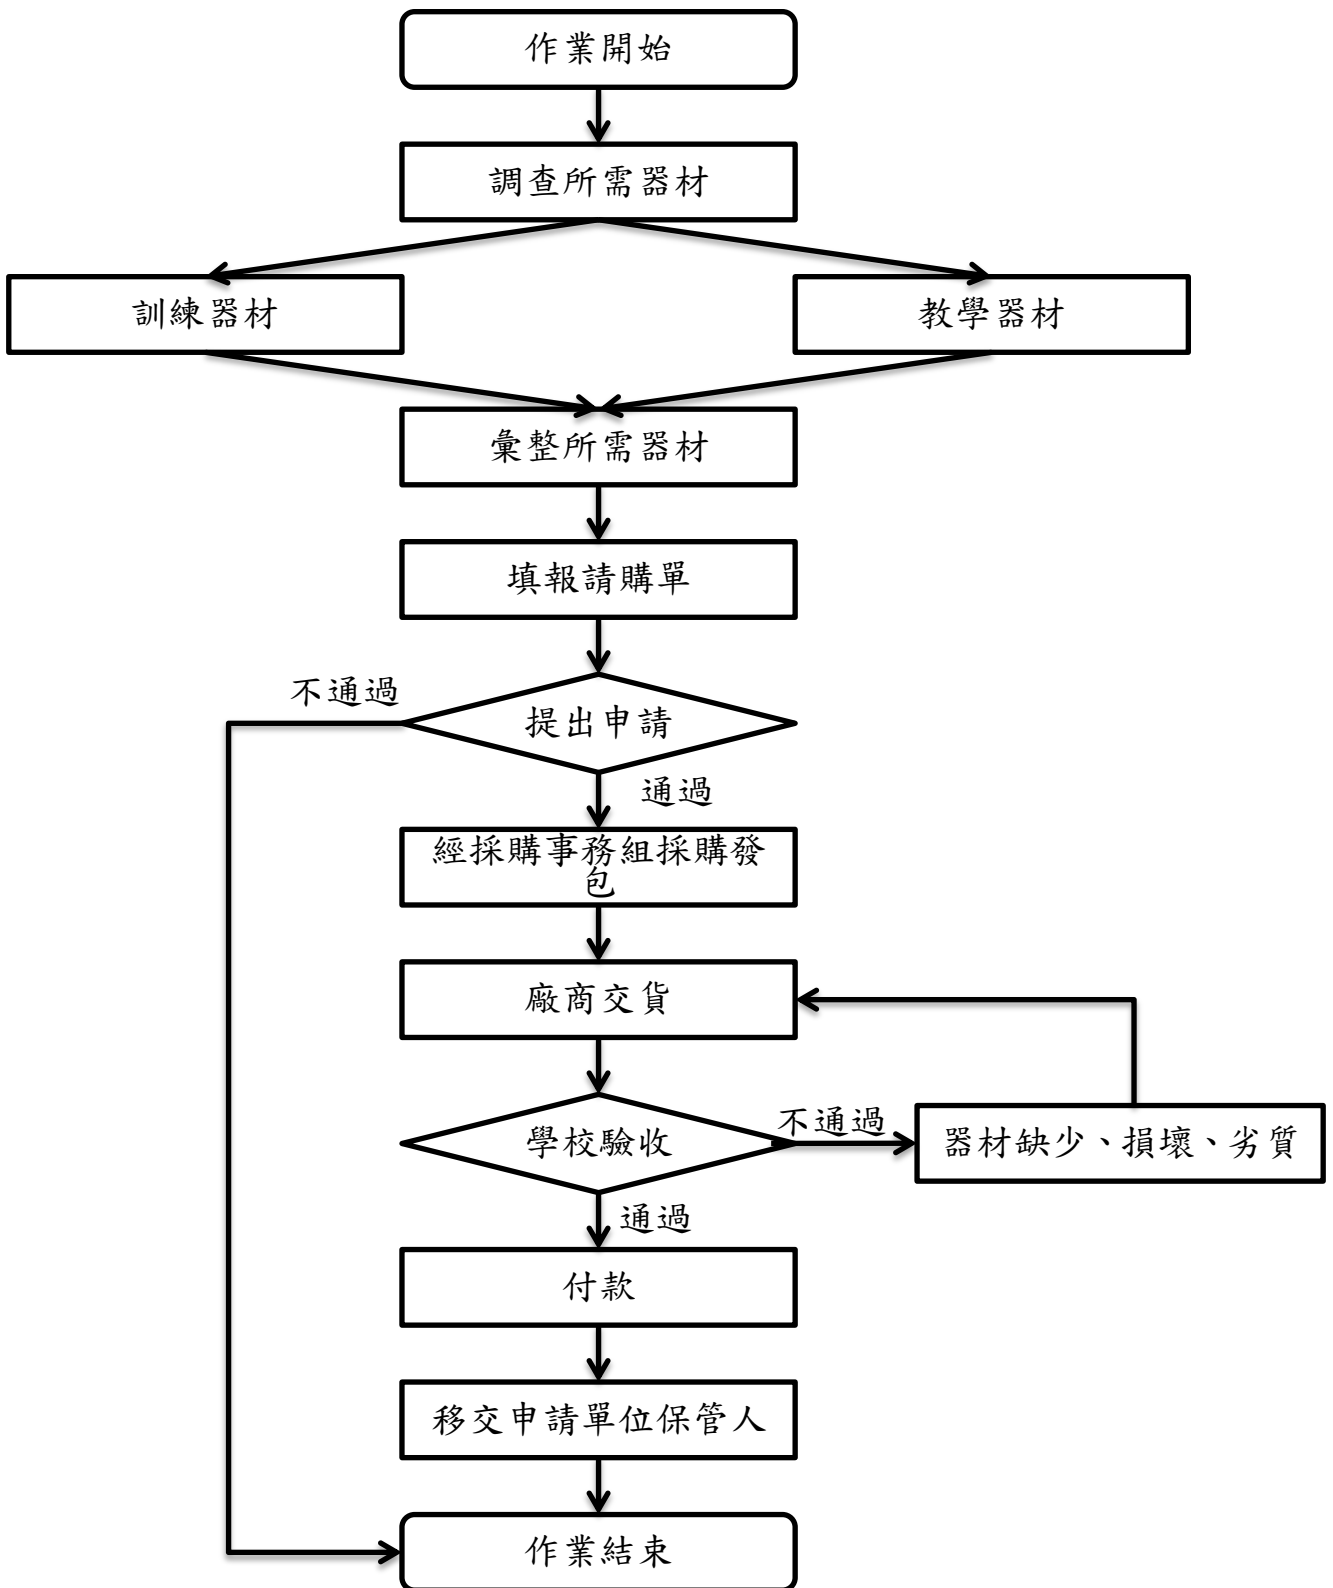 作業開始
調查所需器材
訓練器材
教學器材
彙整所需器材
填報請購單
不通過
提出申請
通過
經採購事務組採購發
包
廠商交貨
學校驗收
不通過
器材缺少、損壞、劣質
通過
付款
移交申請單位保管人
作業結束